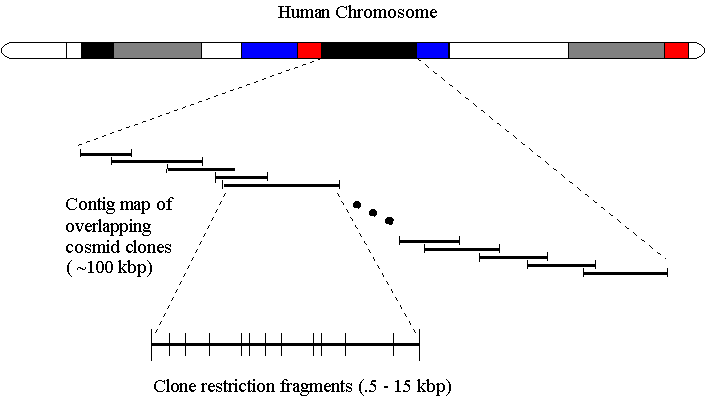 Human Chromosome
Contig map of
overlapping
cosmid clones
( ~100 kbp)
Clone restriction fragments (.5 - 15 kbp)